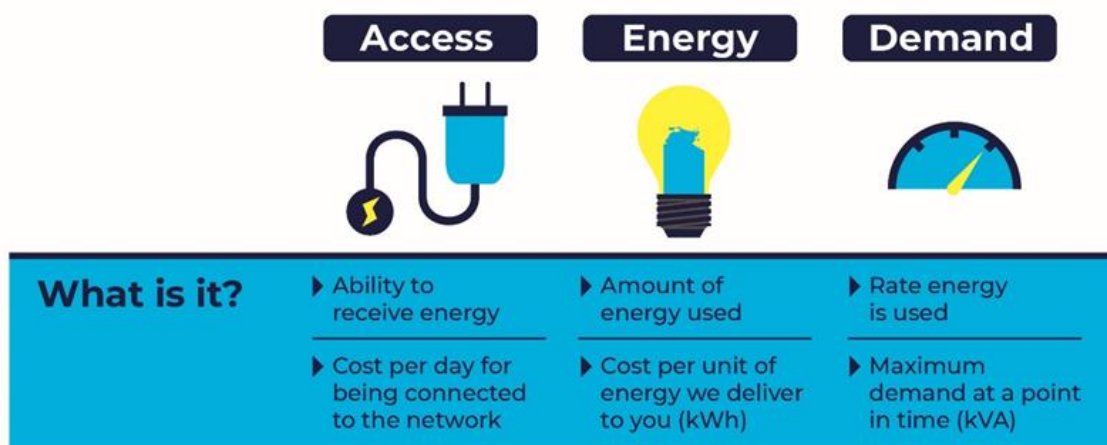 Access
Energy
Demand
What is it?
Ability to
receive energy
Cost per day for
being connected
to the network
Amount of
energy used
Cost per unit of
energy we deliver
to you (kWh)
Rate energy
is used
Maximum
demand at a point
in time (kVA)